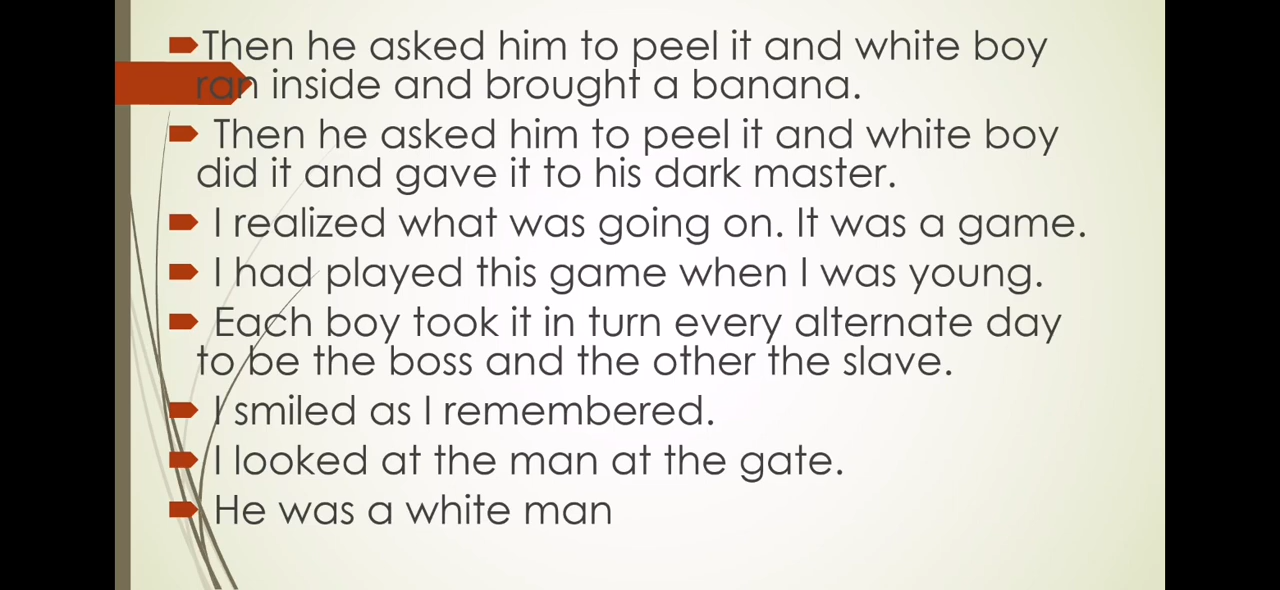 Then he asked him to peel it and white boy
ran inside and brought a banana.
Then he asked him to peel it and white boy
did it and gave it to his dark master.
I realized what was going on. It was a game.
I had played this game when I was young.
Each boy took it in turn every alternate day
to be the boss and the other the slave.
I smiled as I remembered.
I looked at the man at the gate.
He was a white man